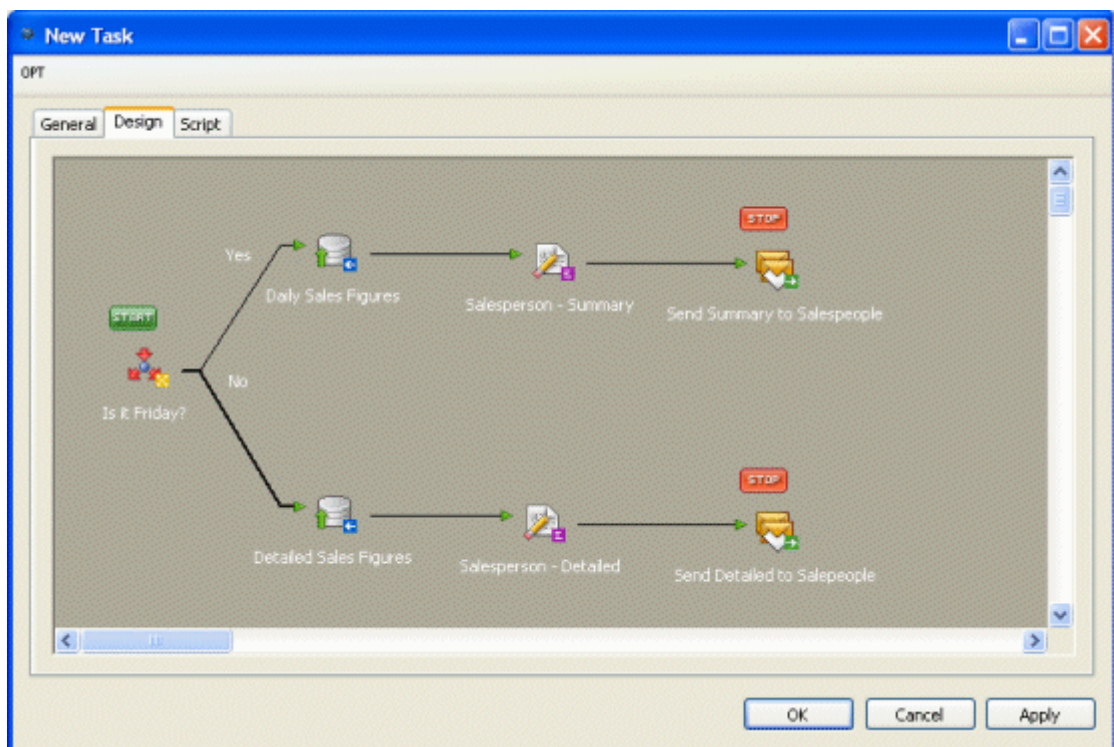 New Task
OPT
General Design Script
STOP
Yes
Daily Sales Figures
Salesperson - Summary
Send Summary to Salespeople
START
No
Is it Friday?
STOP
Detailed Sales Figures
Salesperson - Detailed
Send Detailed to Salepeople
OK Cancel Apply